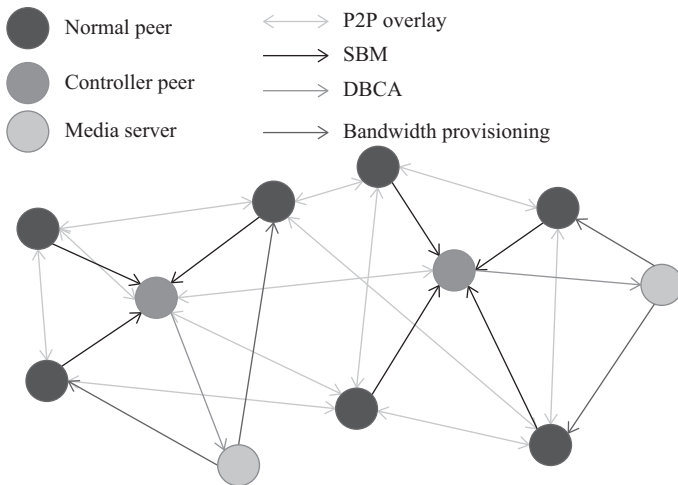 Normal peer
Controller peer
Media server
P2P overlay
SBM
DBCA
Bandwidth provisioning